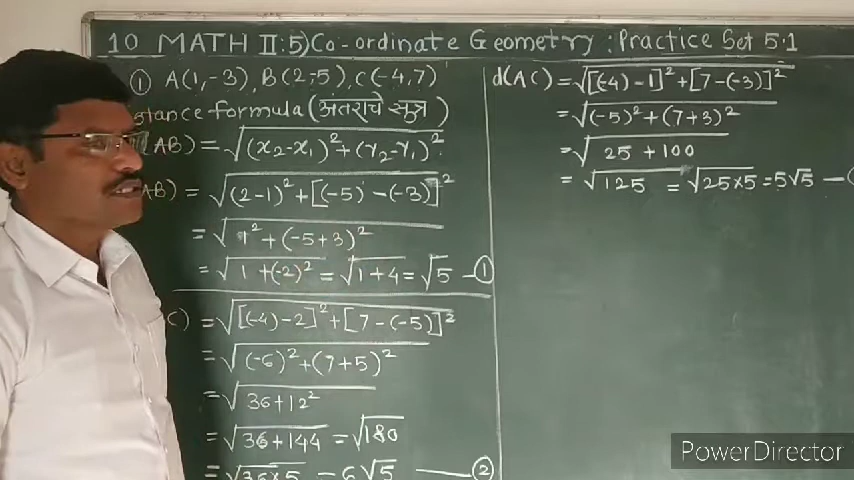 10 MATH II:5) Co-ordinate Geometry : Practice Set 5.1
① A(1,-3), B(2,-5), C(-4,7)
stance formula (अंतराचे सूत्र)
AB) = √(x₂-x₁)²+(Y₂-Y₁)²
AB) = √(2-1)²+[(-5)-(-3)]²
= √1²+(-5+3)²
= √1+(-2)² = √1+4 = √5 —①
C) = √[(-4)-2]²+[7-(-5)]²
= √(-6)²+(7+5)²
= √36+12²
= √36+144 = √180
= √36×5 = 6√5 —②
d(AC) = √[(-4)-1]²+[7-(-3)]²
= √(-5)²+(7+3)²
= √25+100
= √125 = √25×5 = 5√5 —
PowerDirector